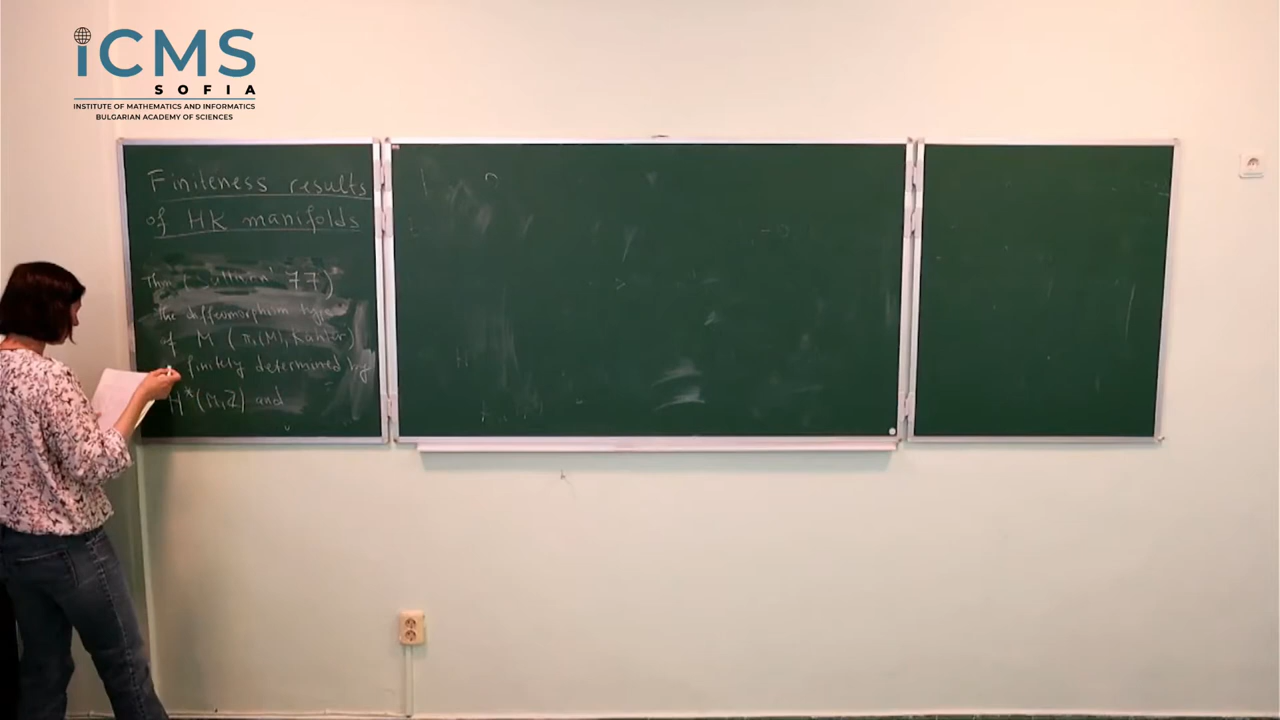 iCMS
SOFIA
INSTITUTE OF MATHEMATICS AND INFORMATICS
BULGARIAN ACADEMY OF SCIENCES
Finiteness results
of HK manifolds
Thm (Sullivan' 77)
The diffeomorphism type
of M (π₁(M), Kähler)
finitely determined by
H*(M,ℤ) and